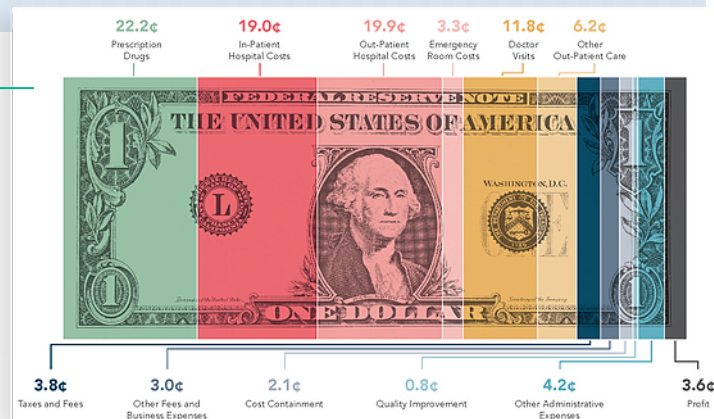 22.2¢
Prescription
Drugs
19.0¢
In-Patient
Hospital Costs
19.9¢
Out-Patient
Hospital Costs
3.3¢
Emergency
Room Costs
11.8¢
Doctor
Visits
6.2¢
Other
Out-Patient Care
FEDERAL RESERVE NOTE
THE UNITED STATES OF AMERICA
1
1
L
WASHINGTON, D.C.
1
1
ONE DOLLAR
3.8¢
Taxes and Fees
3.0¢
Other Fees and
Business Expenses
2.1¢
Cost Containment
0.8¢
Quality Improvement
4.2¢
Other Administrative
Expenses
3.6¢
Profit